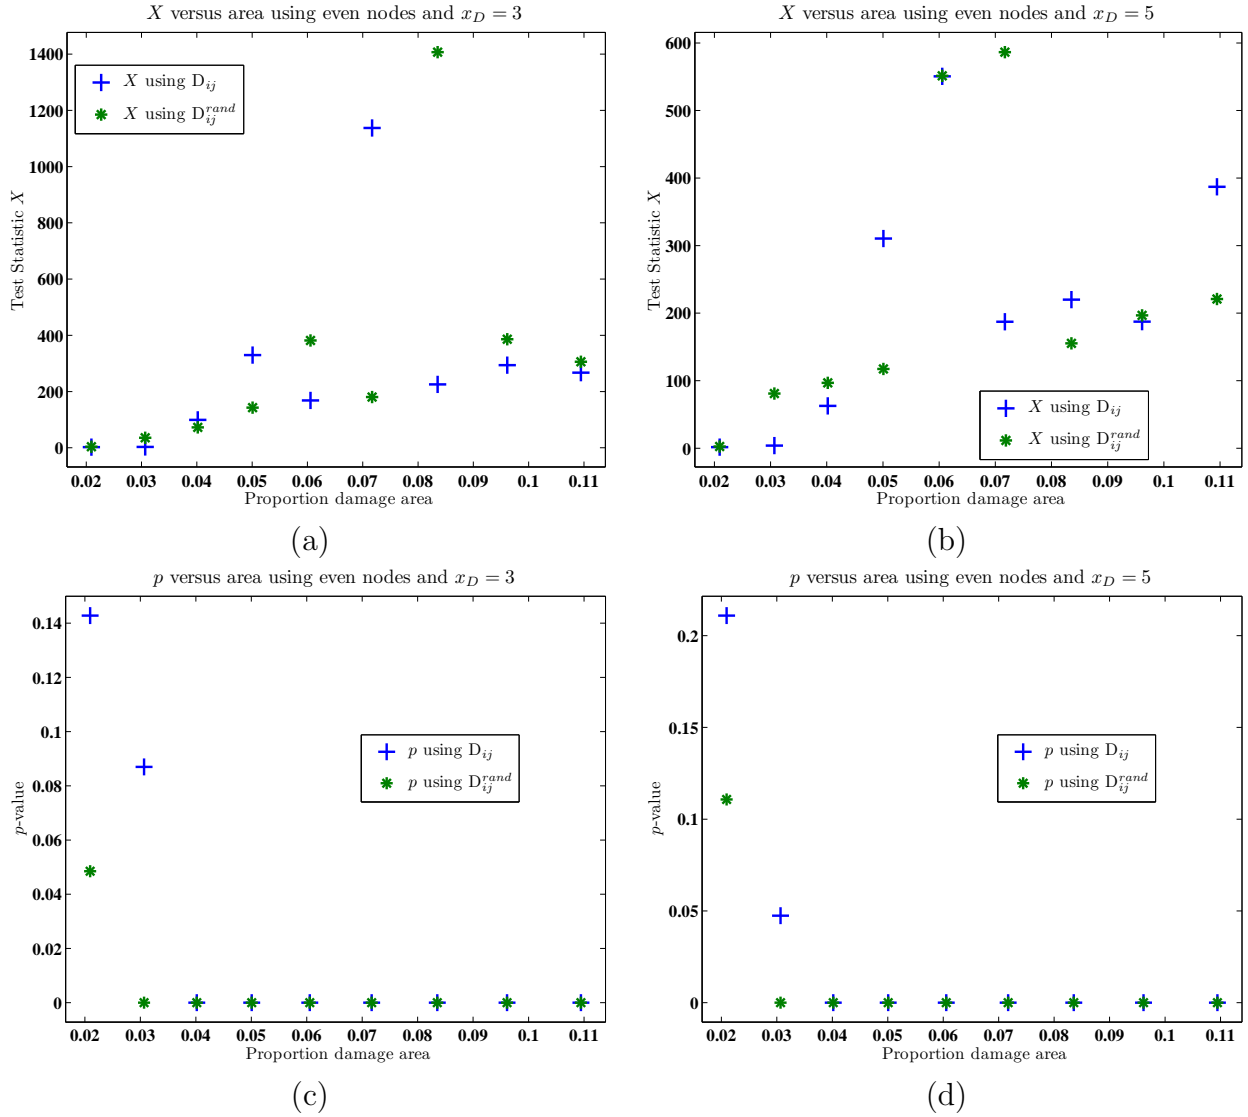 X versus area using even nodes and x_D = 3
1400
1200
1000
800
600
400
200
0
Test Statistic X
X using D_ij
X using D_ij^rand
0.02 0.03 0.04 0.05 0.06 0.07 0.08 0.09 0.1 0.11
Proportion damage area
(a)
X versus area using even nodes and x_D = 5
600
500
400
300
200
100
0
Test Statistic X
X using D_ij
X using D_ij^rand
0.02 0.03 0.04 0.05 0.06 0.07 0.08 0.09 0.1 0.11
Proportion damage area
(b)
p versus area using even nodes and x_D = 3
0.14
0.12
0.1
0.08
0.06
0.04
0.02
0
p-value
p using D_ij
p using D_ij^rand
0.02 0.03 0.04 0.05 0.06 0.07 0.08 0.09 0.1 0.11
Proportion damage area
(c)
p versus area using even nodes and x_D = 5
0.2
0.15
0.1
0.05
0
p-value
p using D_ij
p using D_ij^rand
0.02 0.03 0.04 0.05 0.06 0.07 0.08 0.09 0.1 0.11
Proportion damage area
(d)